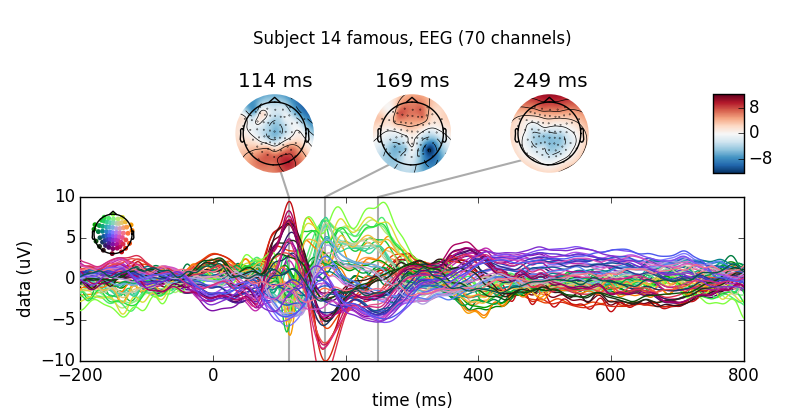 Subject 14 famous, EEG (70 channels)
114 ms 169 ms 249 ms
8
0
−8
10
5
0
−5
−10
data (uV)
−200 0 200 400 600 800
time (ms)